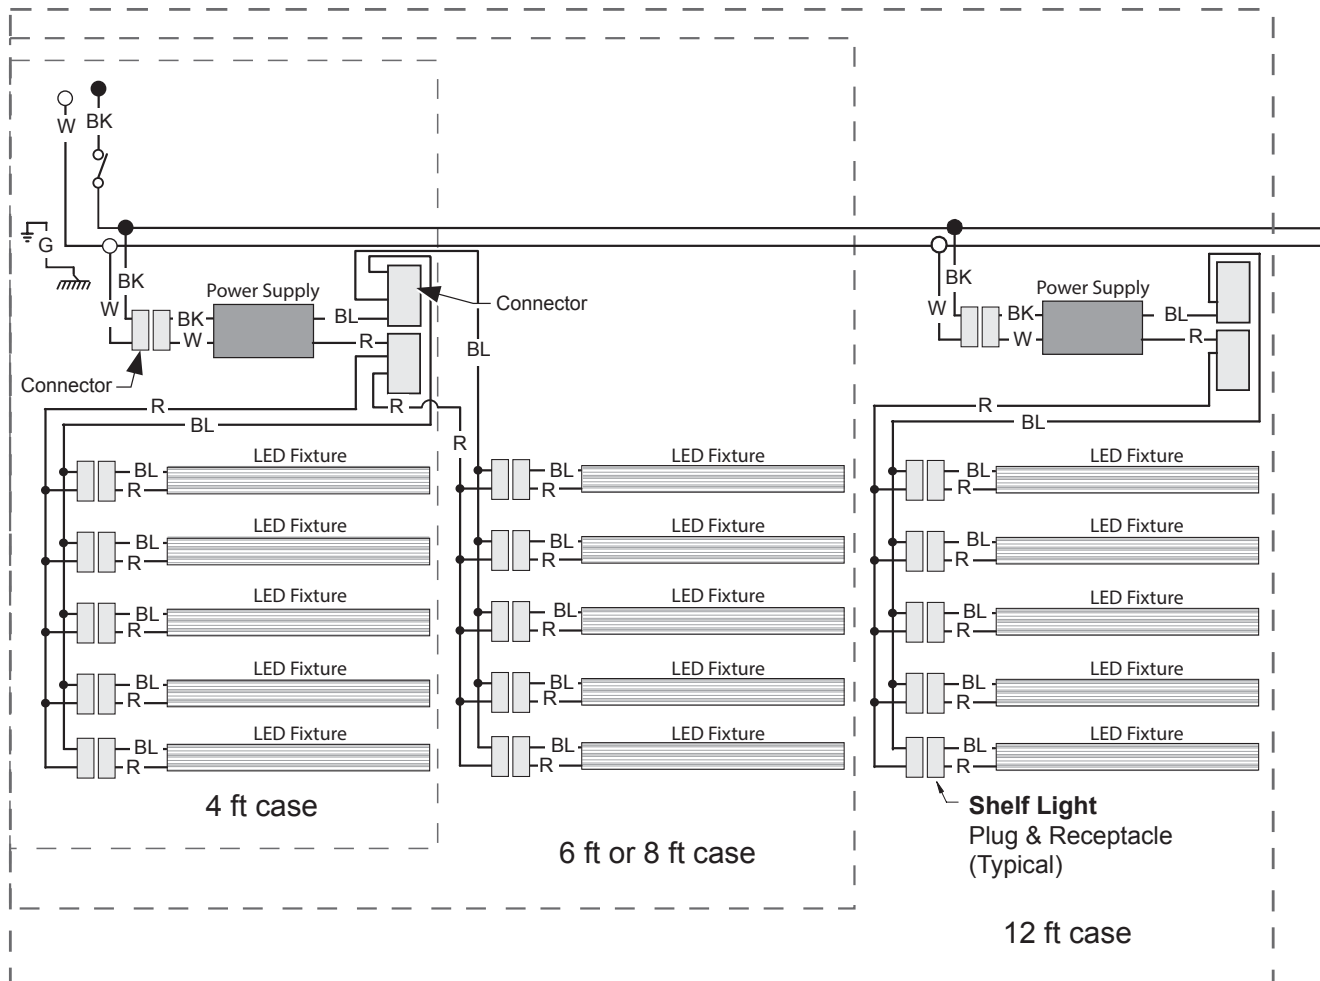 W
BK
G
BK
W
Power Supply
BK
W
BL
R
Connector
Connector
BL
R
BL
R
R
BK
W
Power Supply
BK
W
BL
R
R
BL
LED Fixture
BL
R
LED Fixture
BL
R
LED Fixture
BL
R
LED Fixture
BL
R
LED Fixture
BL
R
4 ft case
LED Fixture
BL
R
LED Fixture
BL
R
LED Fixture
BL
R
LED Fixture
BL
R
LED Fixture
BL
R
6 ft or 8 ft case
LED Fixture
BL
R
LED Fixture
BL
R
LED Fixture
BL
R
LED Fixture
BL
R
LED Fixture
BL
R
Shelf Light
Plug & Receptacle
(Typical)
12 ft case